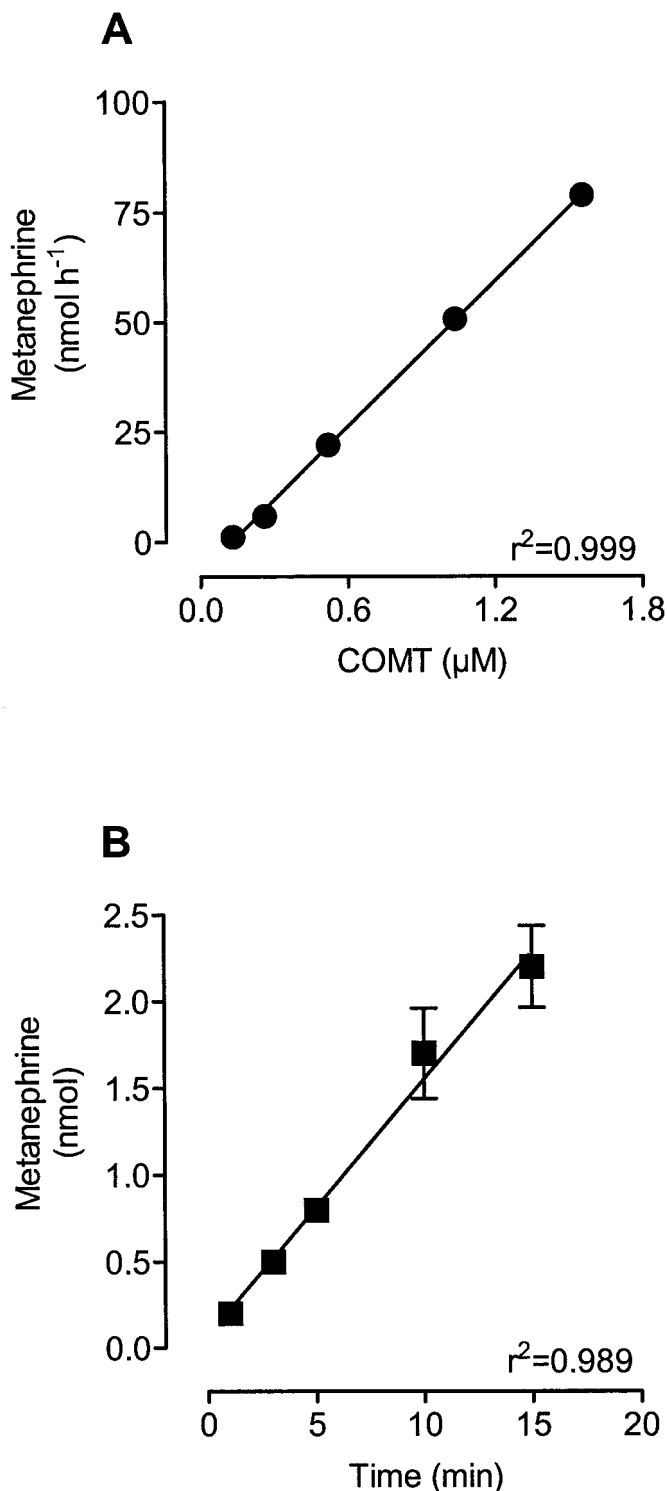 A
100
75
50
25
0
Metanephrine
(nmol h⁻¹)
r²=0.999
0.0 0.6 1.2 1.8
COMT (µM)
B
2.5
2.0
1.5
1.0
0.5
0.0
Metanephrine
(nmol)
r²=0.989
0 5 10 15 20
Time (min)